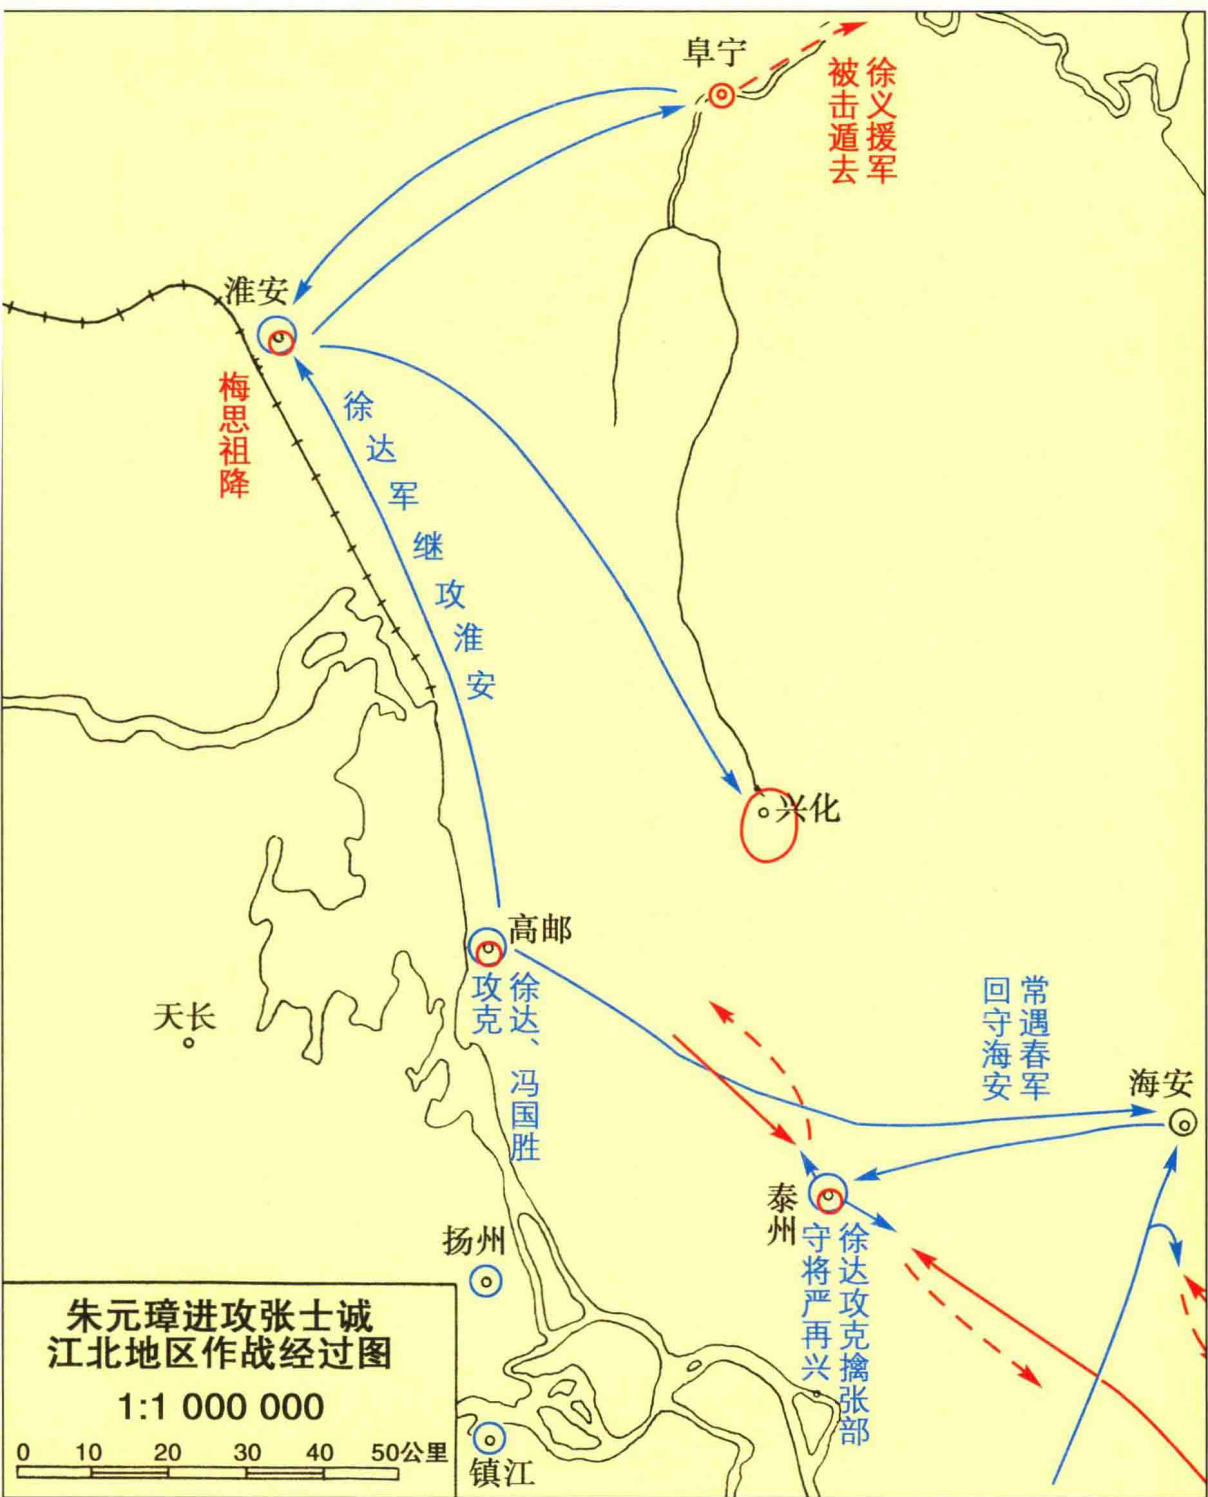 阜宁
徐义援军
被击遁去
淮安
梅思祖降
徐达军继攻淮安
兴化
高邮
徐达、冯国胜
攻克
天长
常遇春军
回守海安
海安
泰州
徐达攻克擒张部
守将严再兴
扬州
镇江
朱元璋进攻张士诚
江北地区作战经过图
1:1 000 000
0 10 20 30 40 50公里